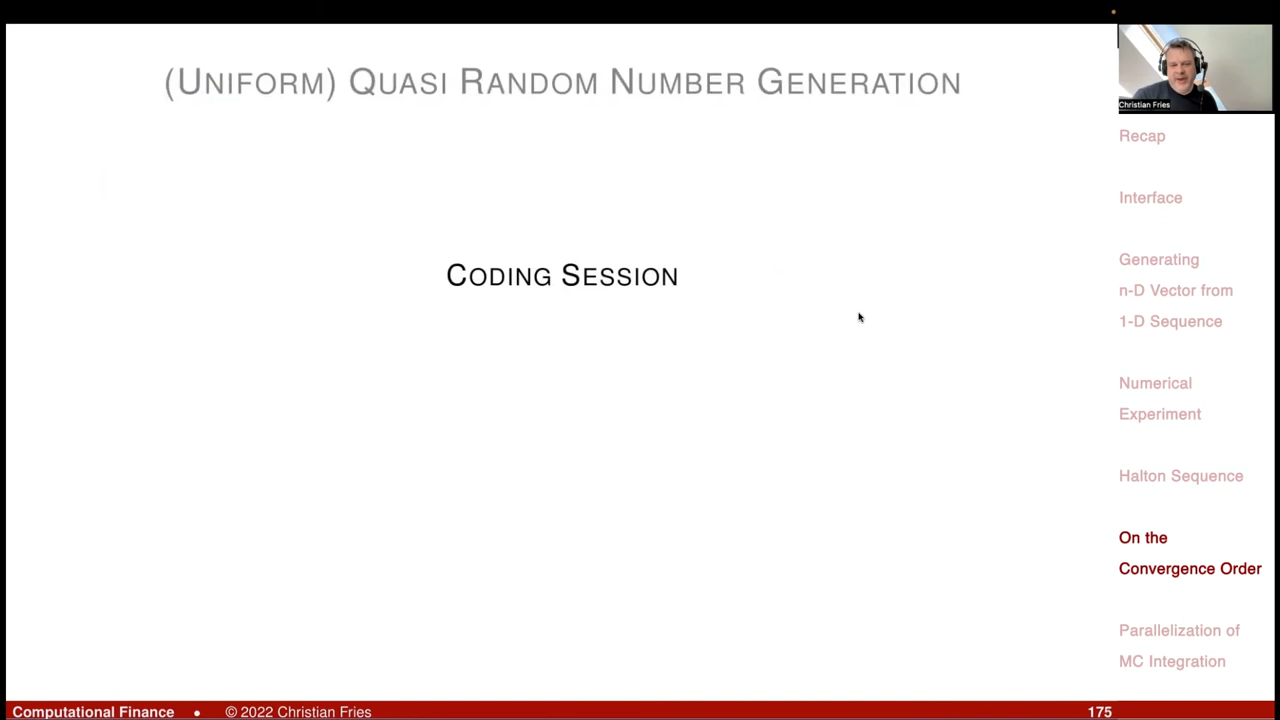 (UNIFORM) QUASI RANDOM NUMBER GENERATION
CODING SESSION
Christian Fries
Recap
Interface
Generating
n-D Vector from
1-D Sequence
Numerical
Experiment
Halton Sequence
On the
Convergence Order
Parallelization of
MC Integration
Computational Finance • © 2022 Christian Fries 175